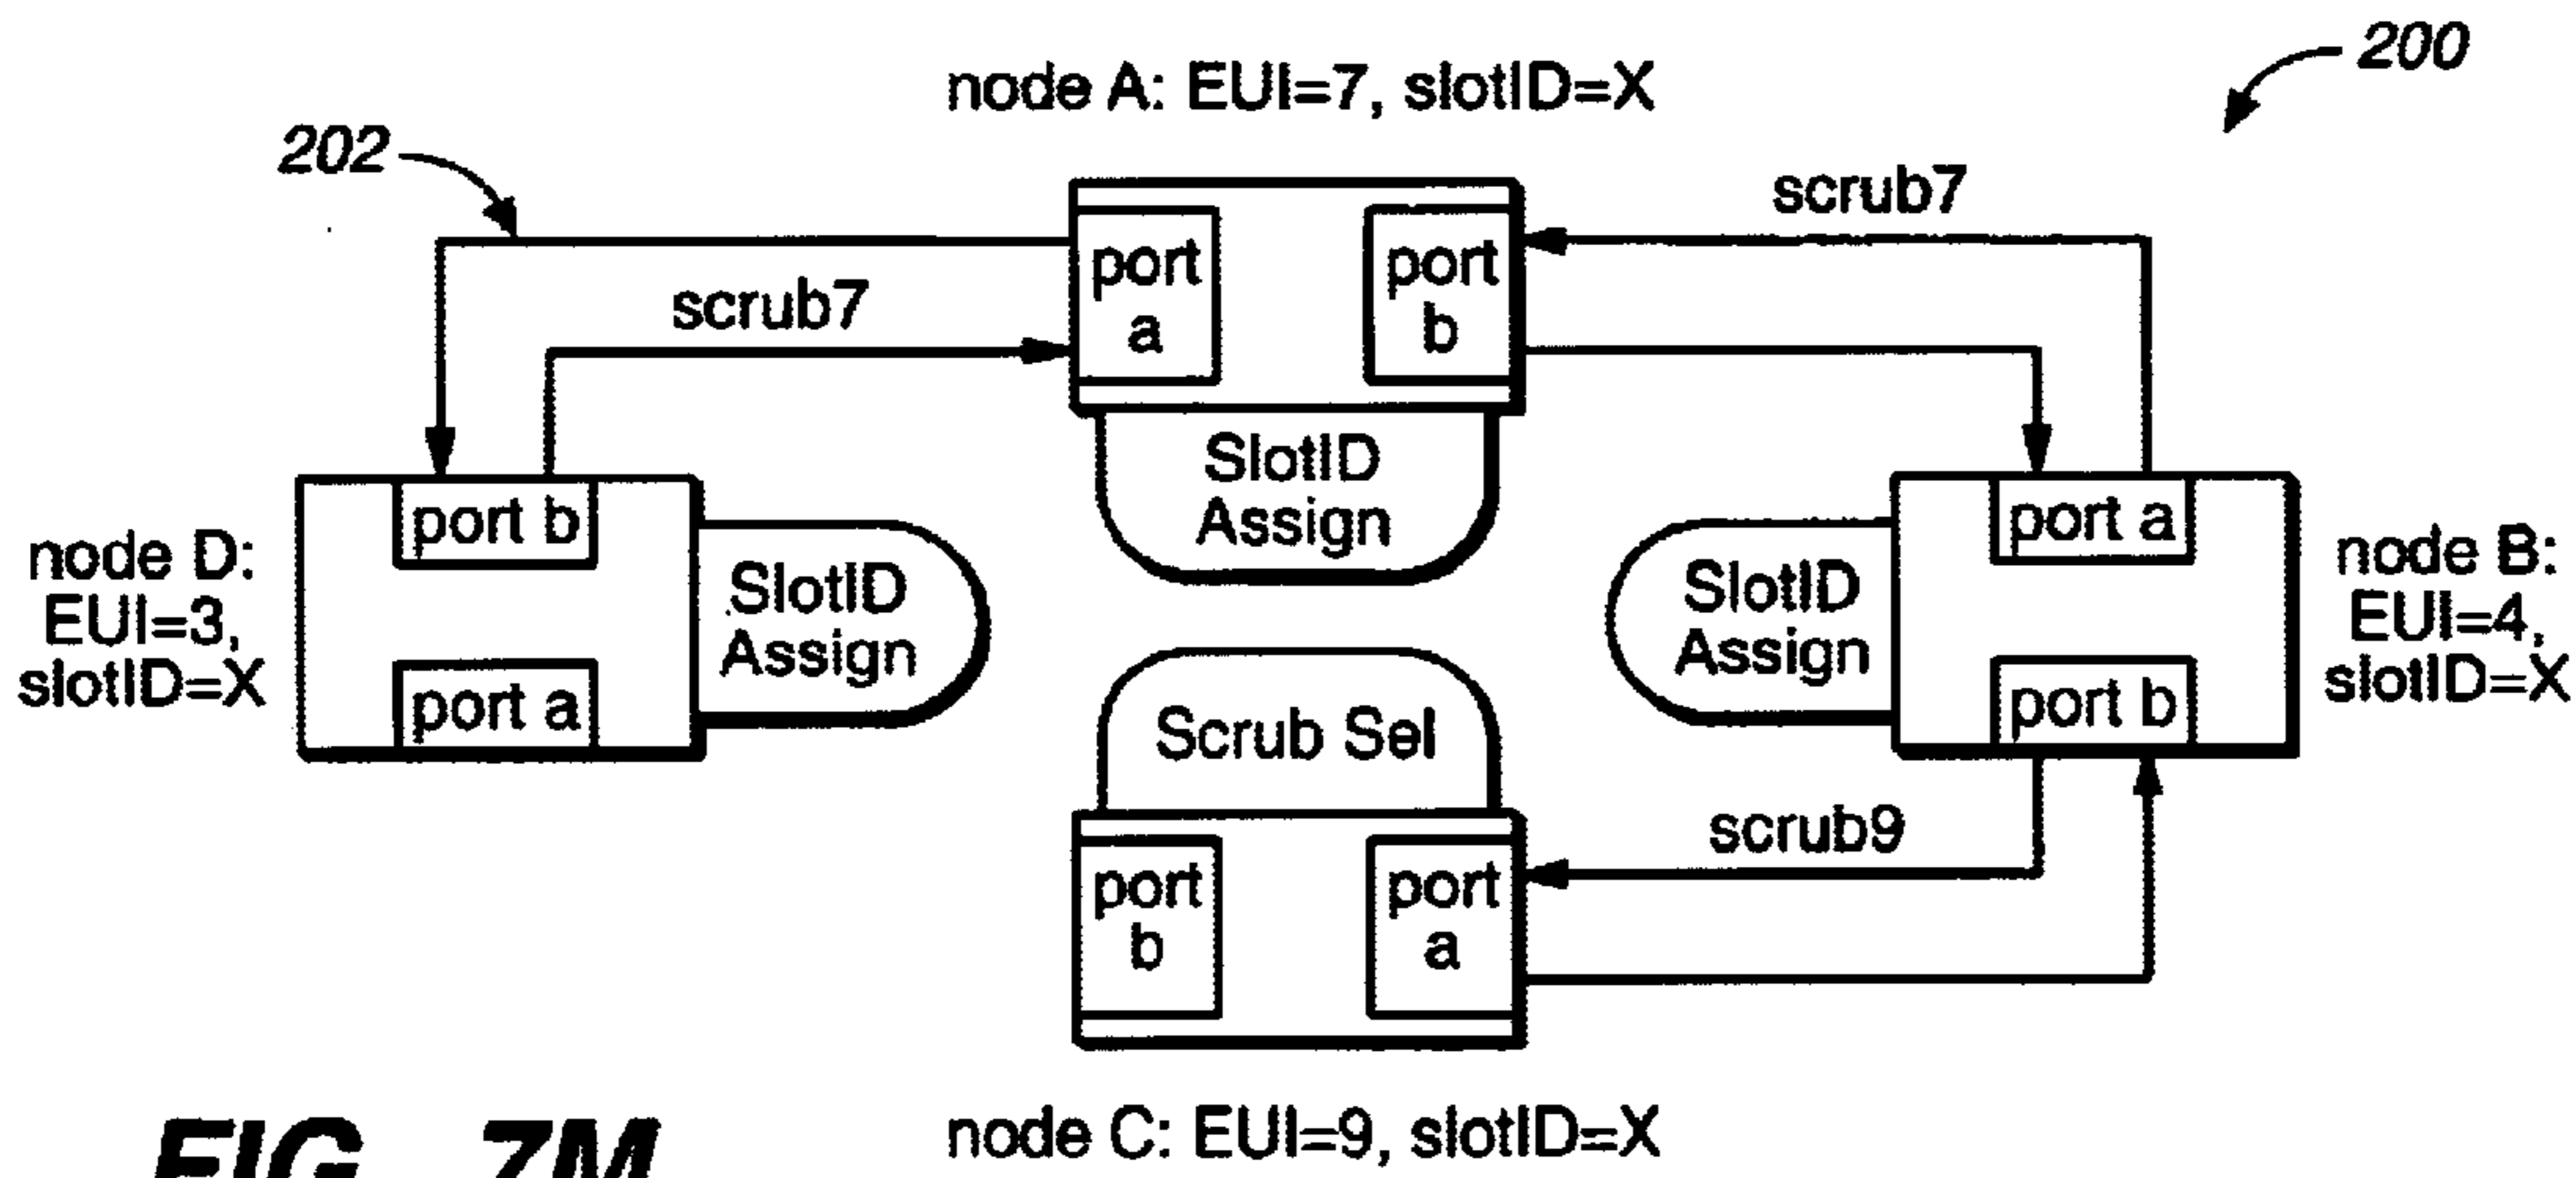 200
node A: EUI=7, slotID=X
202
scrub7
scrub7
port
a
port
b
SlotID
Assign
node D:
EUI=3,
slotID=X
port b
port a
SlotID
Assign
SlotID
Assign
port a
port b
node B:
EUI=4,
slotID=X
Scrub Sel
port
b
port
a
scrub9
node C: EUI=9, slotID=X
FIG._7M